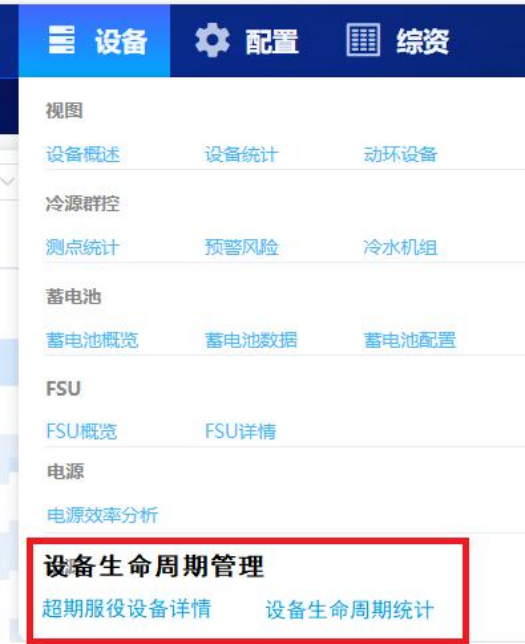 设备 配置 综资
视图
设备概述 设备统计 动环设备
冷源群控
测点统计 预警风险 冷水机组
蓄电池
蓄电池概览 蓄电池数据 蓄电池配置
FSU
FSU概览 FSU详情
电源
电源效率分析
设备生命周期管理
超期服役设备详情 设备生命周期统计